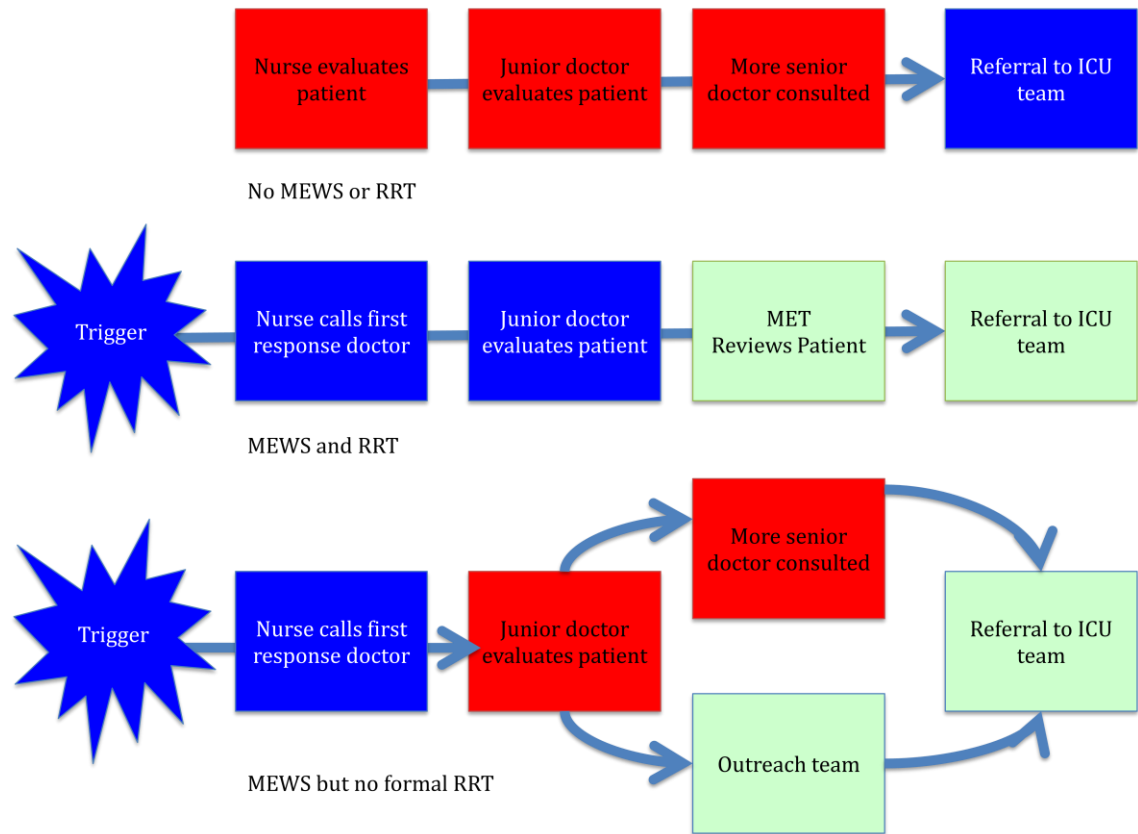 Nurse evaluates
patient
Junior doctor
evaluates patient
More senior
doctor consulted
Referral to ICU
team
No MEWS or RRT
Trigger
Nurse calls first
response doctor
Junior doctor
evaluates patient
MET
Reviews Patient
Referral to ICU
team
MEWS and RRT
Trigger
Nurse calls first
response doctor
Junior doctor
evaluates patient
More senior
doctor consulted
Outreach team
Referral to ICU
team
MEWS but no formal RRT